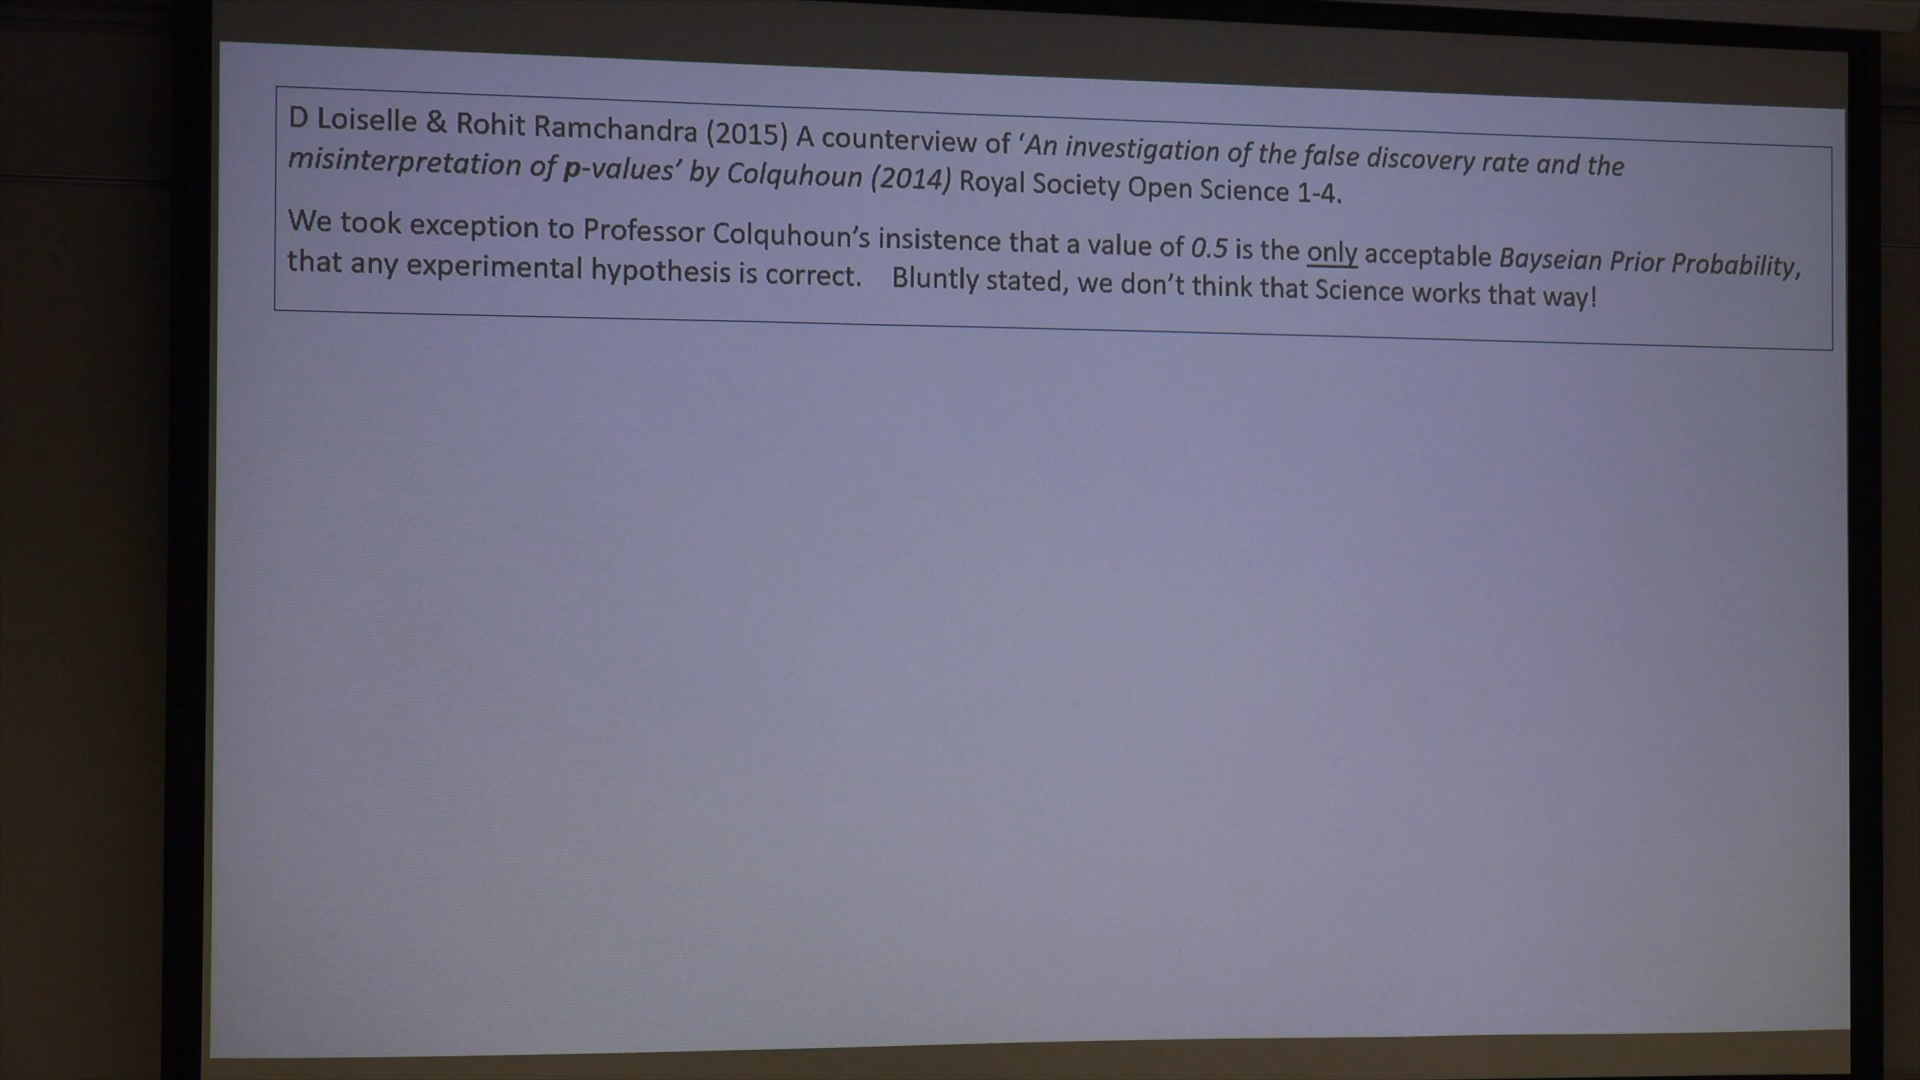 D Loiselle & Rohit Ramchandra (2015) A counterview of ‘An investigation of the false discovery rate and the
misinterpretation of p-values’ by Colquhoun (2014) Royal Society Open Science 1-4.
We took exception to Professor Colquhoun’s insistence that a value of 0.5 is the only acceptable Bayseian Prior Probability,
that any experimental hypothesis is correct. Bluntly stated, we don’t think that Science works that way!